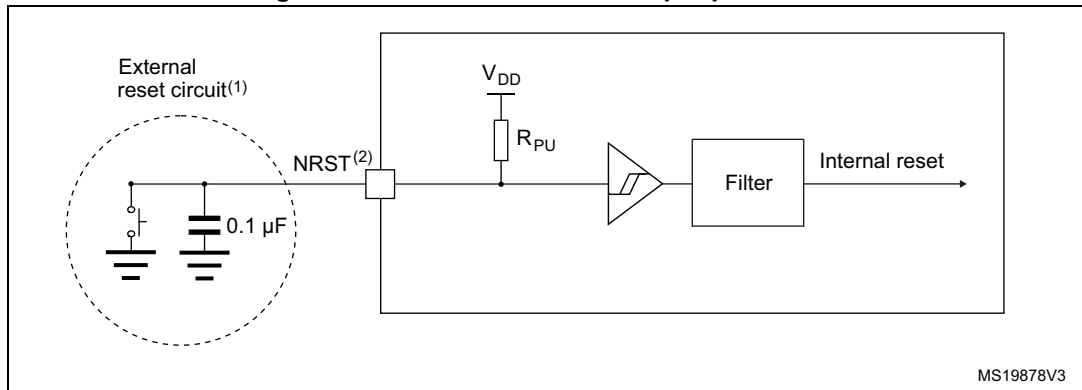 External
reset circuit(1)
VDD
RPU
NRST(2)
Filter
Internal reset
0.1 µF
MS19878V3